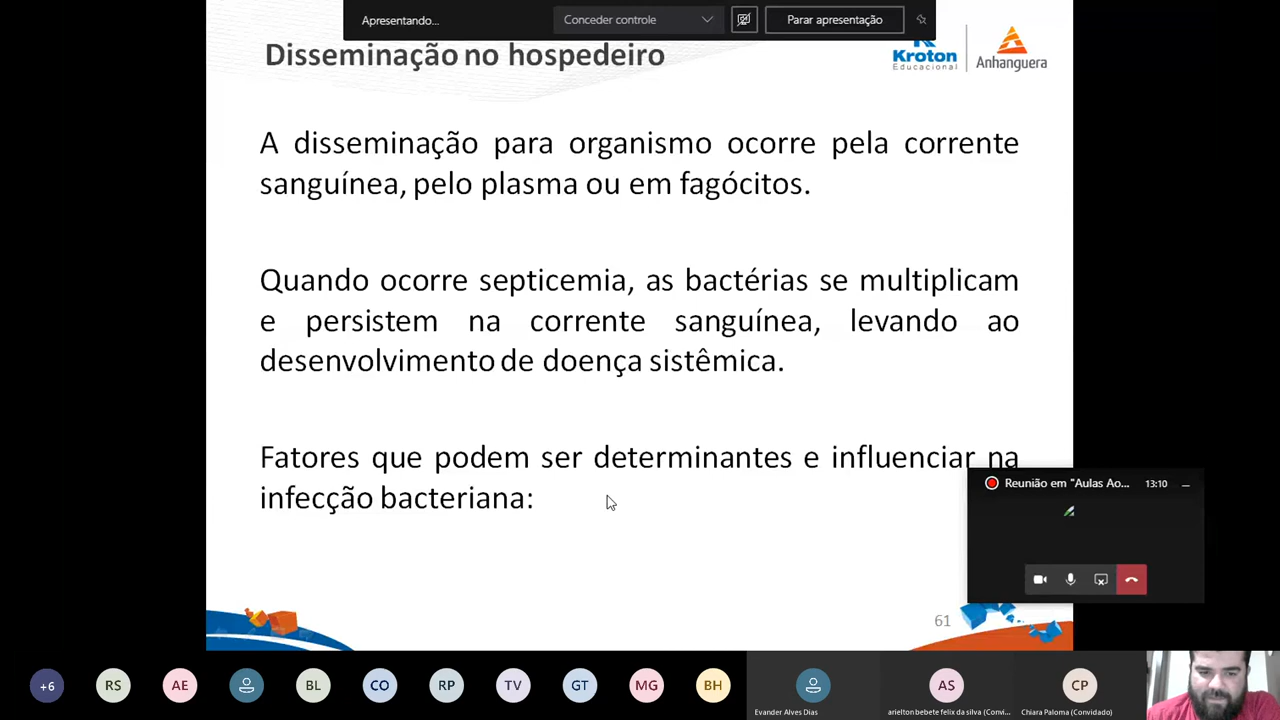 Apresentando...
Conceder controle
Parar apresentação
Disseminação no hospedeiro
Kroton
Educacional
Anhanguera
A disseminação para organismo ocorre pela corrente
sanguínea, pelo plasma ou em fagócitos.
Quando ocorre septicemia, as bactérias se multiplicam
e persistem na corrente sanguínea, levando ao
desenvolvimento de doença sistêmica.
Fatores que podem ser determinantes e influenciar na
infecção bacteriana:
Reunião em "Aulas Ao...
13:10
61
+6
RS
AE
BL
CO
RP
TV
GT
MG
BH
AS
CP
Evander Alves Dias
arielton bebete felix da silva (Convi...
Chiara Paloma (Convidado)